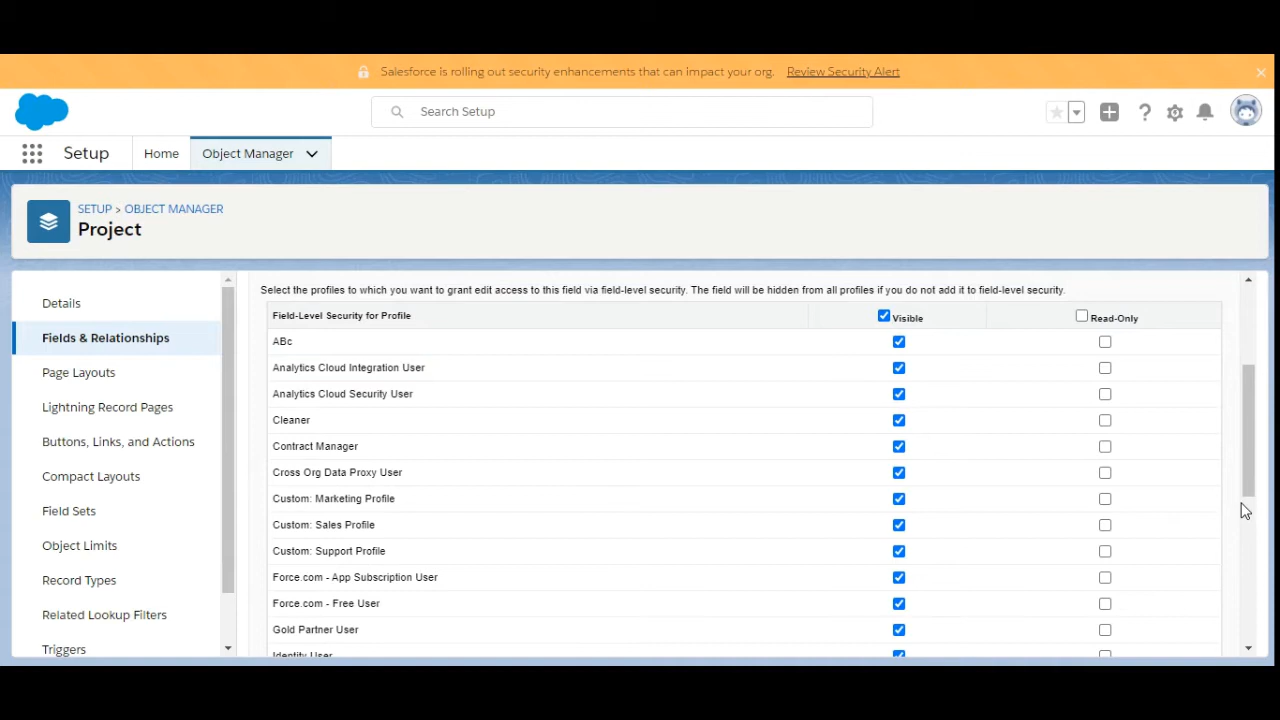 Salesforce is rolling out security enhancements that can impact your org. Review Security Alert
Search Setup
Setup
Home
Object Manager
SETUP > OBJECT MANAGER
Project
Details
Fields & Relationships
Page Layouts
Lightning Record Pages
Buttons, Links, and Actions
Compact Layouts
Field Sets
Object Limits
Record Types
Related Lookup Filters
Triggers
Select the profiles to which you want to grant edit access to this field via field-level security. The field will be hidden from all profiles if you do not add it to field-level security.
Field-Level Security for Profile Visible Read-Only
ABc
Analytics Cloud Integration User
Analytics Cloud Security User
Cleaner
Contract Manager
Cross Org Data Proxy User
Custom: Marketing Profile
Custom: Sales Profile
Custom: Support Profile
Force.com - App Subscription User
Force.com - Free User
Gold Partner User
Identity User